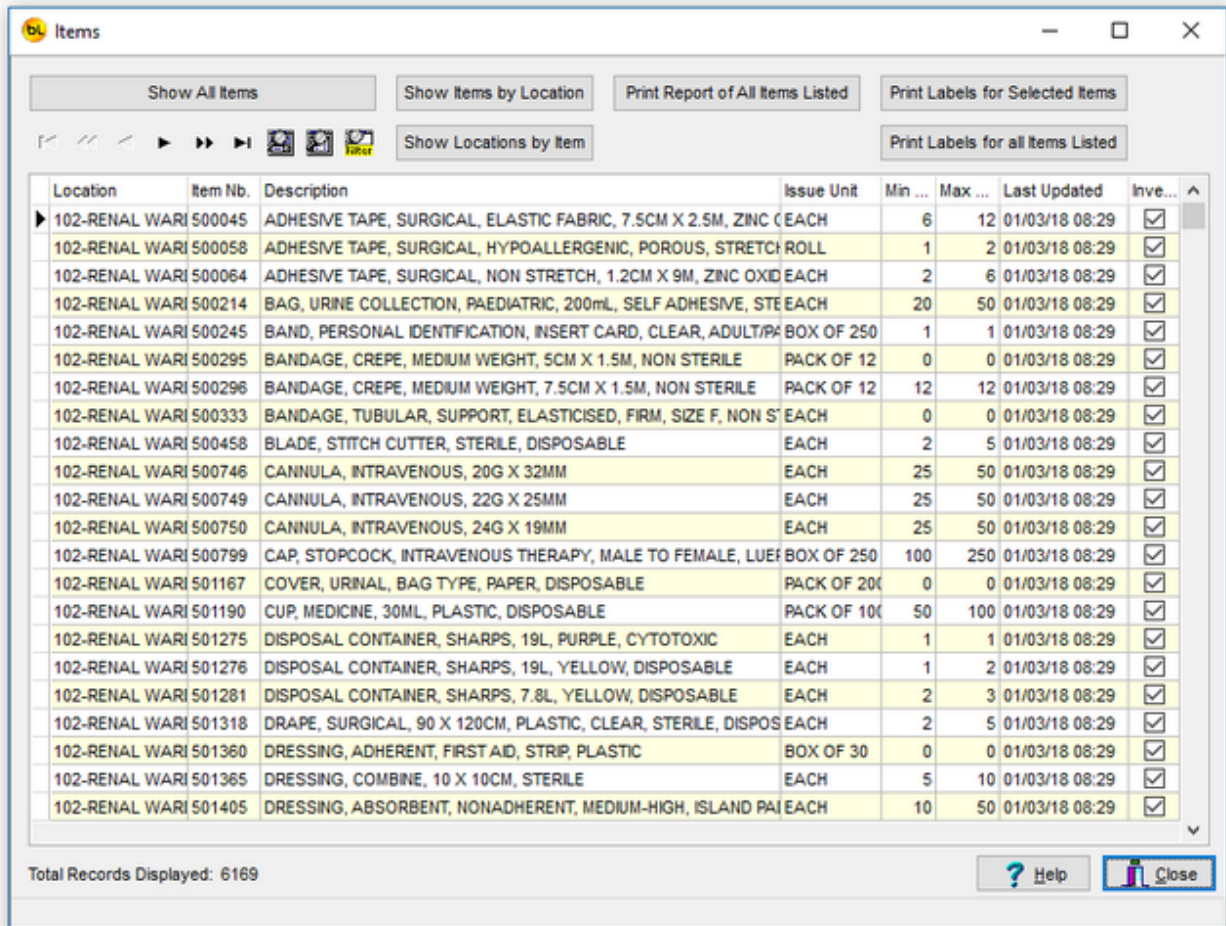 bL Items
Show All Items Show Items by Location Print Report of All Items Listed Print Labels for Selected Items
Filter Show Locations by Item Print Labels for all Items Listed
Location Item Nb. Description Issue Unit Min ... Max ... Last Updated Inve...
102-RENAL WARI 500045 ADHESIVE TAPE, SURGICAL, ELASTIC FABRIC, 7.5CM X 2.5M, ZINC ( EACH 6 12 01/03/18 08:29
102-RENAL WARI 500058 ADHESIVE TAPE, SURGICAL, HYPOALLERGENIC, POROUS, STRETCH ROLL 1 2 01/03/18 08:29
102-RENAL WARI 500064 ADHESIVE TAPE, SURGICAL, NON STRETCH, 1.2CM X 9M, ZINC OXID EACH 2 6 01/03/18 08:29
102-RENAL WARI 500214 BAG, URINE COLLECTION, PAEDIATRIC, 200mL, SELF ADHESIVE, STE EACH 20 50 01/03/18 08:29
102-RENAL WARI 500245 BAND, PERSONAL IDENTIFICATION, INSERT CARD, CLEAR, ADULT/PA BOX OF 250 1 1 01/03/18 08:29
102-RENAL WARI 500295 BANDAGE, CREPE, MEDIUM WEIGHT, 5CM X 1.5M, NON STERILE PACK OF 12 0 0 01/03/18 08:29
102-RENAL WARI 500296 BANDAGE, CREPE, MEDIUM WEIGHT, 7.5CM X 1.5M, NON STERILE PACK OF 12 12 12 01/03/18 08:29
102-RENAL WARI 500333 BANDAGE, TUBULAR, SUPPORT, ELASTICISED, FIRM, SIZE F, NON ST EACH 0 0 01/03/18 08:29
102-RENAL WARI 500458 BLADE, STITCH CUTTER, STERILE, DISPOSABLE EACH 2 5 01/03/18 08:29
102-RENAL WARI 500746 CANNULA, INTRAVENOUS, 20G X 32MM EACH 25 50 01/03/18 08:29
102-RENAL WARI 500749 CANNULA, INTRAVENOUS, 22G X 25MM EACH 25 50 01/03/18 08:29
102-RENAL WARI 500750 CANNULA, INTRAVENOUS, 24G X 19MM EACH 25 50 01/03/18 08:29
102-RENAL WARI 500799 CAP, STOPCOCK, INTRAVENOUS THERAPY, MALE TO FEMALE, LUEF BOX OF 250 100 250 01/03/18 08:29
102-RENAL WARI 501167 COVER, URINAL, BAG TYPE, PAPER, DISPOSABLE PACK OF 200 0 0 01/03/18 08:29
102-RENAL WARI 501190 CUP, MEDICINE, 30ML, PLASTIC, DISPOSABLE PACK OF 100 50 100 01/03/18 08:29
102-RENAL WARI 501275 DISPOSAL CONTAINER, SHARPS, 19L, PURPLE, CYTOTOXIC EACH 1 1 01/03/18 08:29
102-RENAL WARI 501276 DISPOSAL CONTAINER, SHARPS, 19L, YELLOW, DISPOSABLE EACH 1 2 01/03/18 08:29
102-RENAL WARI 501281 DISPOSAL CONTAINER, SHARPS, 7.8L, YELLOW, DISPOSABLE EACH 2 3 01/03/18 08:29
102-RENAL WARI 501318 DRAPE, SURGICAL, 90 X 120CM, PLASTIC, CLEAR, STERILE, DISPOS EACH 2 5 01/03/18 08:29
102-RENAL WARI 501360 DRESSING, ADHERENT, FIRST AID, STRIP, PLASTIC BOX OF 30 0 0 01/03/18 08:29
102-RENAL WARI 501365 DRESSING, COMBINE, 10 X 10CM, STERILE EACH 5 10 01/03/18 08:29
102-RENAL WARI 501405 DRESSING, ABSORBENT, NONADHERENT, MEDIUM-HIGH, ISLAND PAI EACH 10 50 01/03/18 08:29
Total Records Displayed: 6169 Help Close